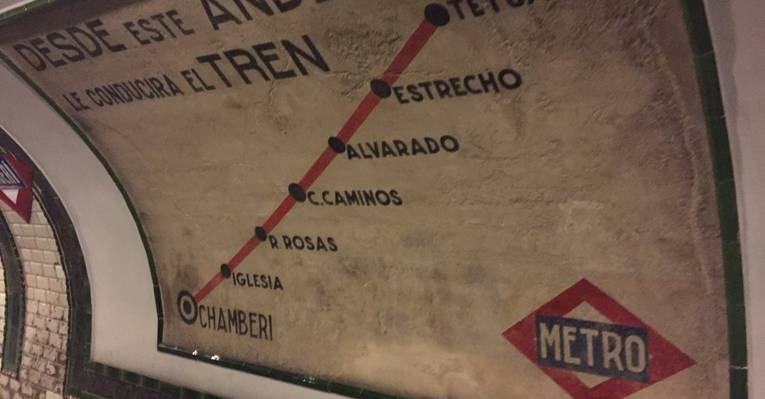 DESDE ESTE
LE CONDUCIRA EL TREN
ESTRECHO
ALVARADO
C.CAMINOS
R.ROSAS
IGLESIA
CHAMBERI
METRO